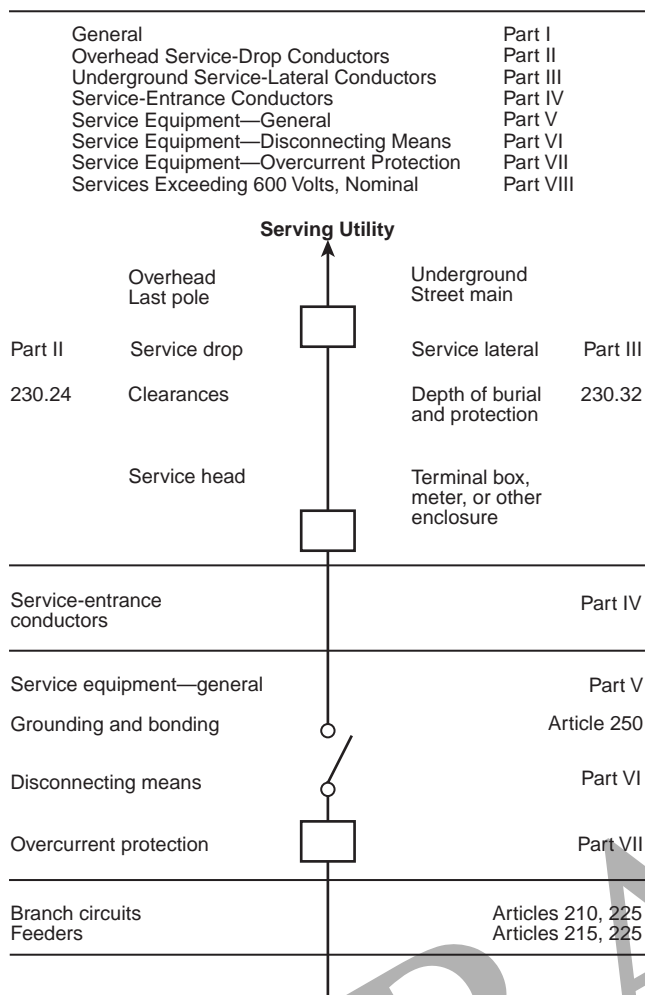 General Part I
Overhead Service-Drop Conductors Part II
Underground Service-Lateral Conductors Part III
Service-Entrance Conductors Part IV
Service Equipment—General Part V
Service Equipment—Disconnecting Means Part VI
Service Equipment—Overcurrent Protection Part VII
Services Exceeding 600 Volts, Nominal Part VIII
Serving Utility
Overhead
Last pole
Underground
Street main
Part II Service drop Service lateral Part III
230.24 Clearances Depth of burial 230.32
and protection
Service head Terminal box,
meter, or other
enclosure
Service-entrance Part IV
conductors
Service equipment—general Part V
Grounding and bonding Article 250
Disconnecting means Part VI
Overcurrent protection Part VII
Branch circuits Articles 210, 225
Feeders Articles 215, 225